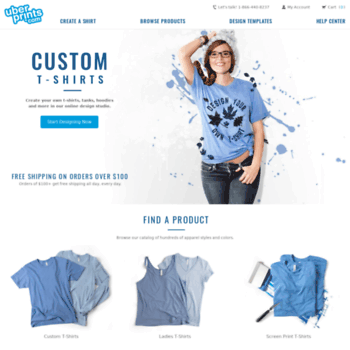 uber
prints
.com
Let's Call! 1-866-440-8237
My Account
Cart
CREATE A SHIRT
BROWSE PRODUCTS
DESIGN TEMPLATES
HELP CENTER
CUSTOM
T-SHIRTS
Create your own t-shirts, tanks, hoodies
and more in our online design studio.
Start Designing Now
DESIGN YOUR
OWN T-SHIRT
FREE SHIPPING ON ORDERS OVER $100
Orders of $100+ get free shipping all day, every day.
FIND A PRODUCT
Browse our catalog of hundreds of apparel styles and colors.
Custom T-Shirts
Ladies T-Shirts
Screen Print T-Shirts